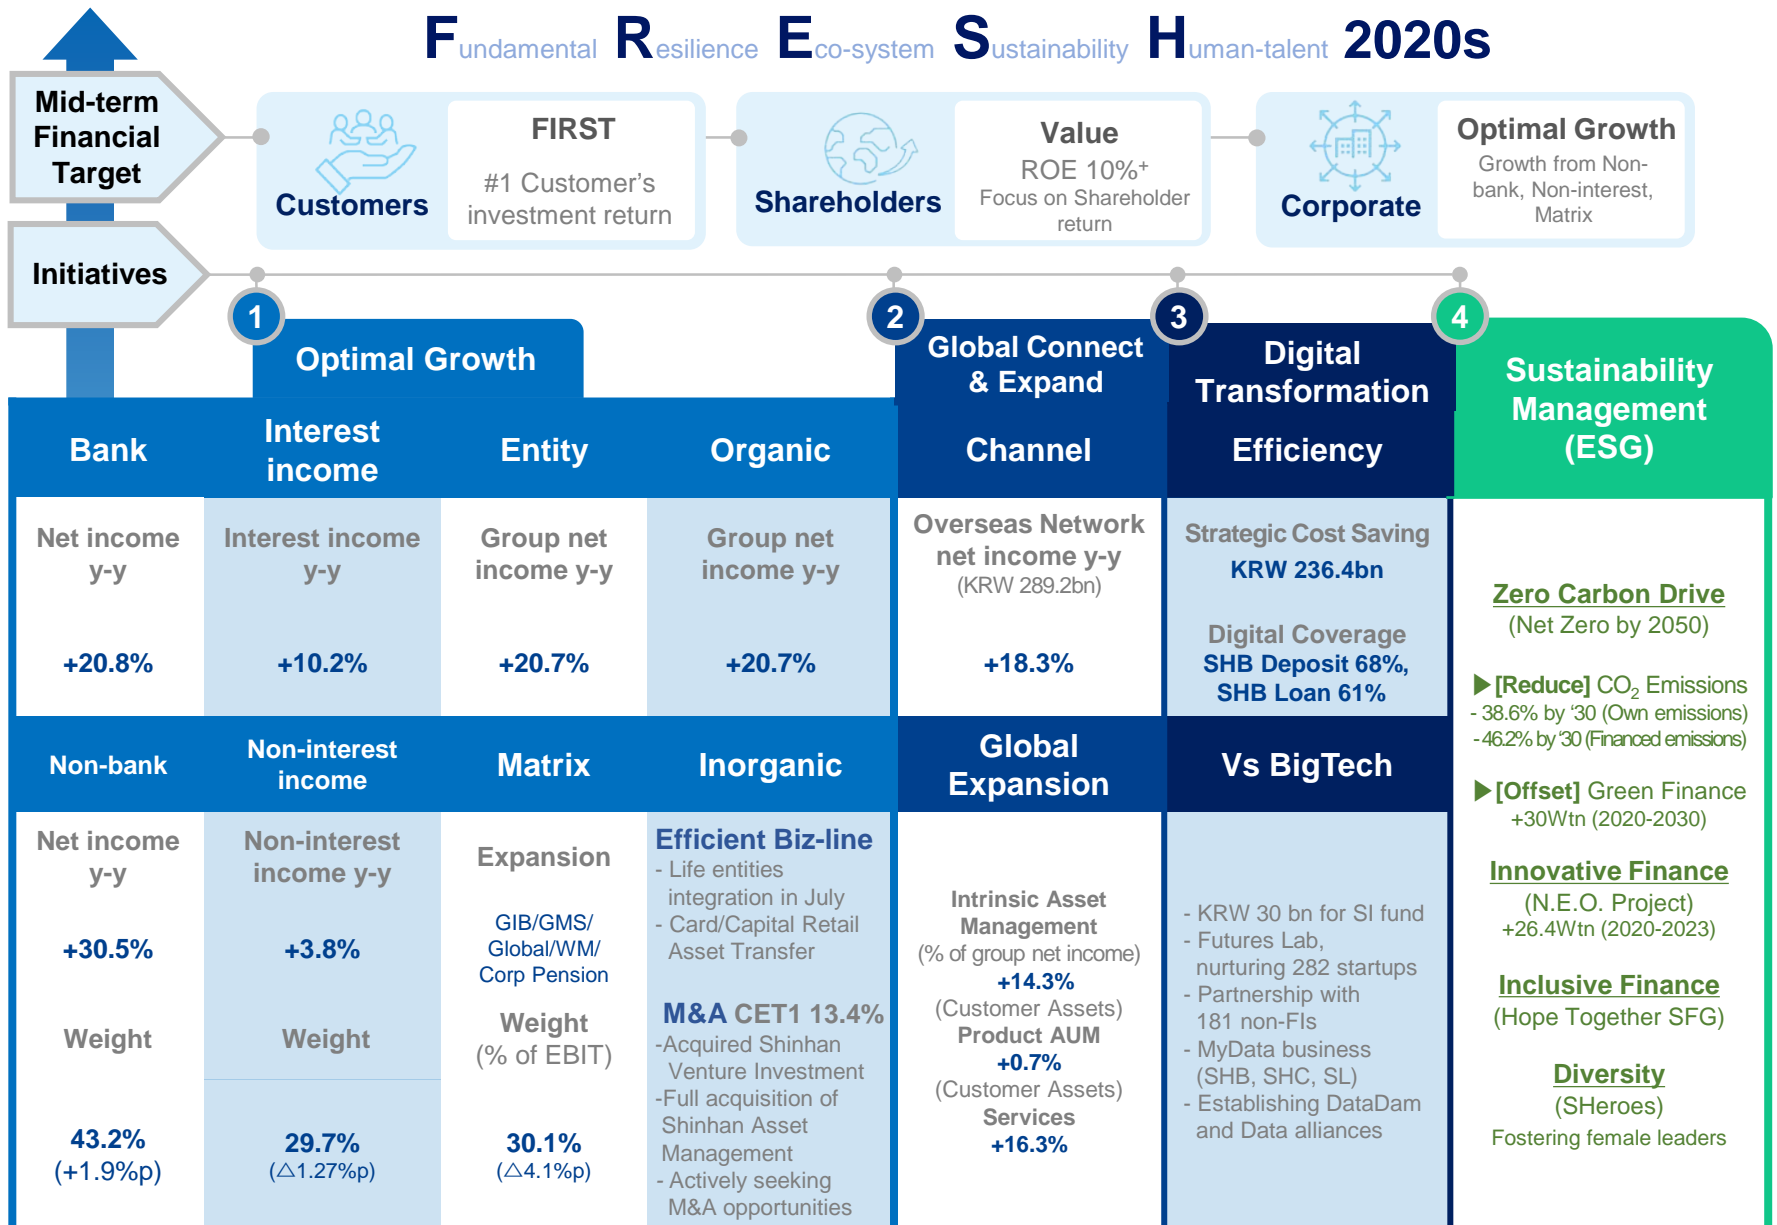 Fundamental Resilience Eco-system Sustainability Human-talent 2020s
Mid-term
Financial
Target
Customers
FIRST
#1 Customer's
investment return
Shareholders
Value
ROE 10%+
Focus on Shareholder
return
Corporate
Optimal Growth
Growth from Non-
bank, Non-interest,
Matrix
Initiatives
1
Optimal Growth
2
Global Connect
& Expand
3
Digital
Transformation
4
Sustainability
Management
(ESG)
Bank
Interest
income
Entity
Organic
Channel
Efficiency
Net income
y-y
+20.8%
Interest income
y-y
+10.2%
Group net
income y-y
+20.7%
Group net
income y-y
+20.7%
Overseas Network
net income y-y
(KRW 289.2bn)
+18.3%
Strategic Cost Saving
KRW 236.4bn
Digital Coverage
SHB Deposit 68%,
SHB Loan 61%
Non-bank
Non-interest
income
Matrix
Inorganic
Global
Expansion
Vs BigTech
Net income
y-y
+30.5%
Weight
43.2%
(+1.9%p)
Non-interest
income y-y
+3.8%
Weight
29.7%
(△1.27%p)
Expansion
GIB/GMS/
Global/WM/
Corp Pension
Weight
(% of EBIT)
30.1%
(△4.1%p)
Efficient Biz-line
- Life entities
integration in July
- Card/Capital Retail
Asset Transfer
M&A CET1 13.4%
-Acquired Shinhan
Venture Investment
-Full acquisition of
Shinhan Asset
Management
- Actively seeking
M&A opportunities
Intrinsic Asset
Management
(% of group net income)
+14.3%
(Customer Assets)
Product AUM
+0.7%
(Customer Assets)
Services
+16.3%
- KRW 30 bn for SI fund
- Futures Lab,
nurturing 282 startups
- Partnership with
181 non-FIs
- MyData business
(SHB, SHC, SL)
- Establishing DataDam
and Data alliances
Zero Carbon Drive
(Net Zero by 2050)
▶[Reduce] CO₂ Emissions
- 38.6% by '30 (Own emissions)
- 46.2% by '30 (Financed emissions)
▶[Offset] Green Finance
+30Wtn (2020-2030)
Innovative Finance
(N.E.O. Project)
+26.4Wtn (2020-2023)
Inclusive Finance
(Hope Together SFG)
Diversity
(SHeroes)
Fostering female leaders